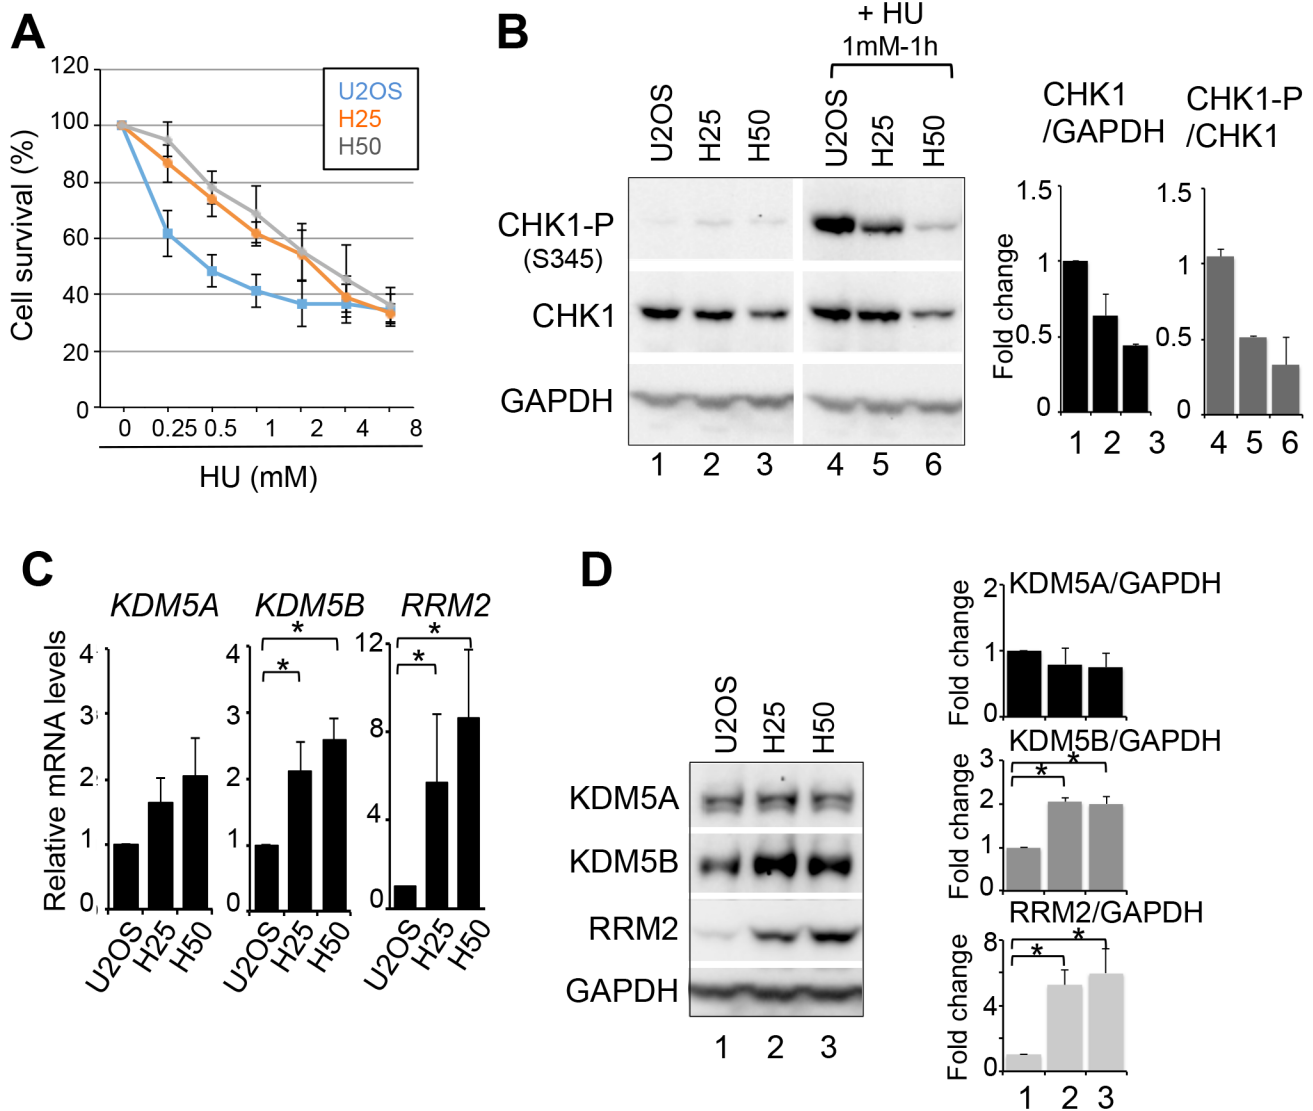 A
120
100
80
60
40
20
0
Cell survival (%)
U2OS
H25
H50
0 0.25 0.5 1 2 4 8
HU (mM)
B
+ HU
1mM-1h
U2OS H25 H50 U2OS H25 H50
CHK1-P
(S345)
CHK1
GAPDH
1 2 3 4 5 6
CHK1
/GAPDH
Fold change
1.5
1
0.5
0
1 2 3
CHK1-P
/CHK1
1.5
1
0.5
0
4 5 6
C
Relative mRNA levels
KDM5A
4
3
2
1
0
U2OS H25 H50
KDM5B
4
3
2
1
0
* *
U2OS H25 H50
RRM2
12
8
4
0
* *
U2OS H25 H50
D
U2OS H25 H50
KDM5A
KDM5B
RRM2
GAPDH
1 2 3
KDM5A/GAPDH
Fold change
2
1
0
KDM5B/GAPDH
Fold change
3
2
1
0
* *
RRM2/GAPDH
Fold change
8
4
0
* *
1 2 3